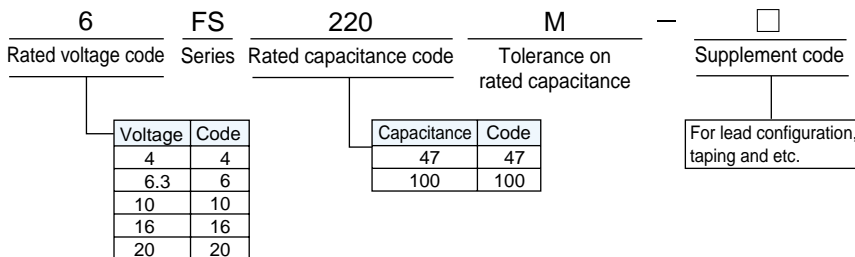 6 FS 220 M – □
Rated voltage code Series Rated capacitance code Tolerance on rated capacitance Supplement code
Voltage Code
4 4
6.3 6
10 10
16 16
20 20
Capacitance Code
47 47
100 100
For lead configuration,
taping and etc.